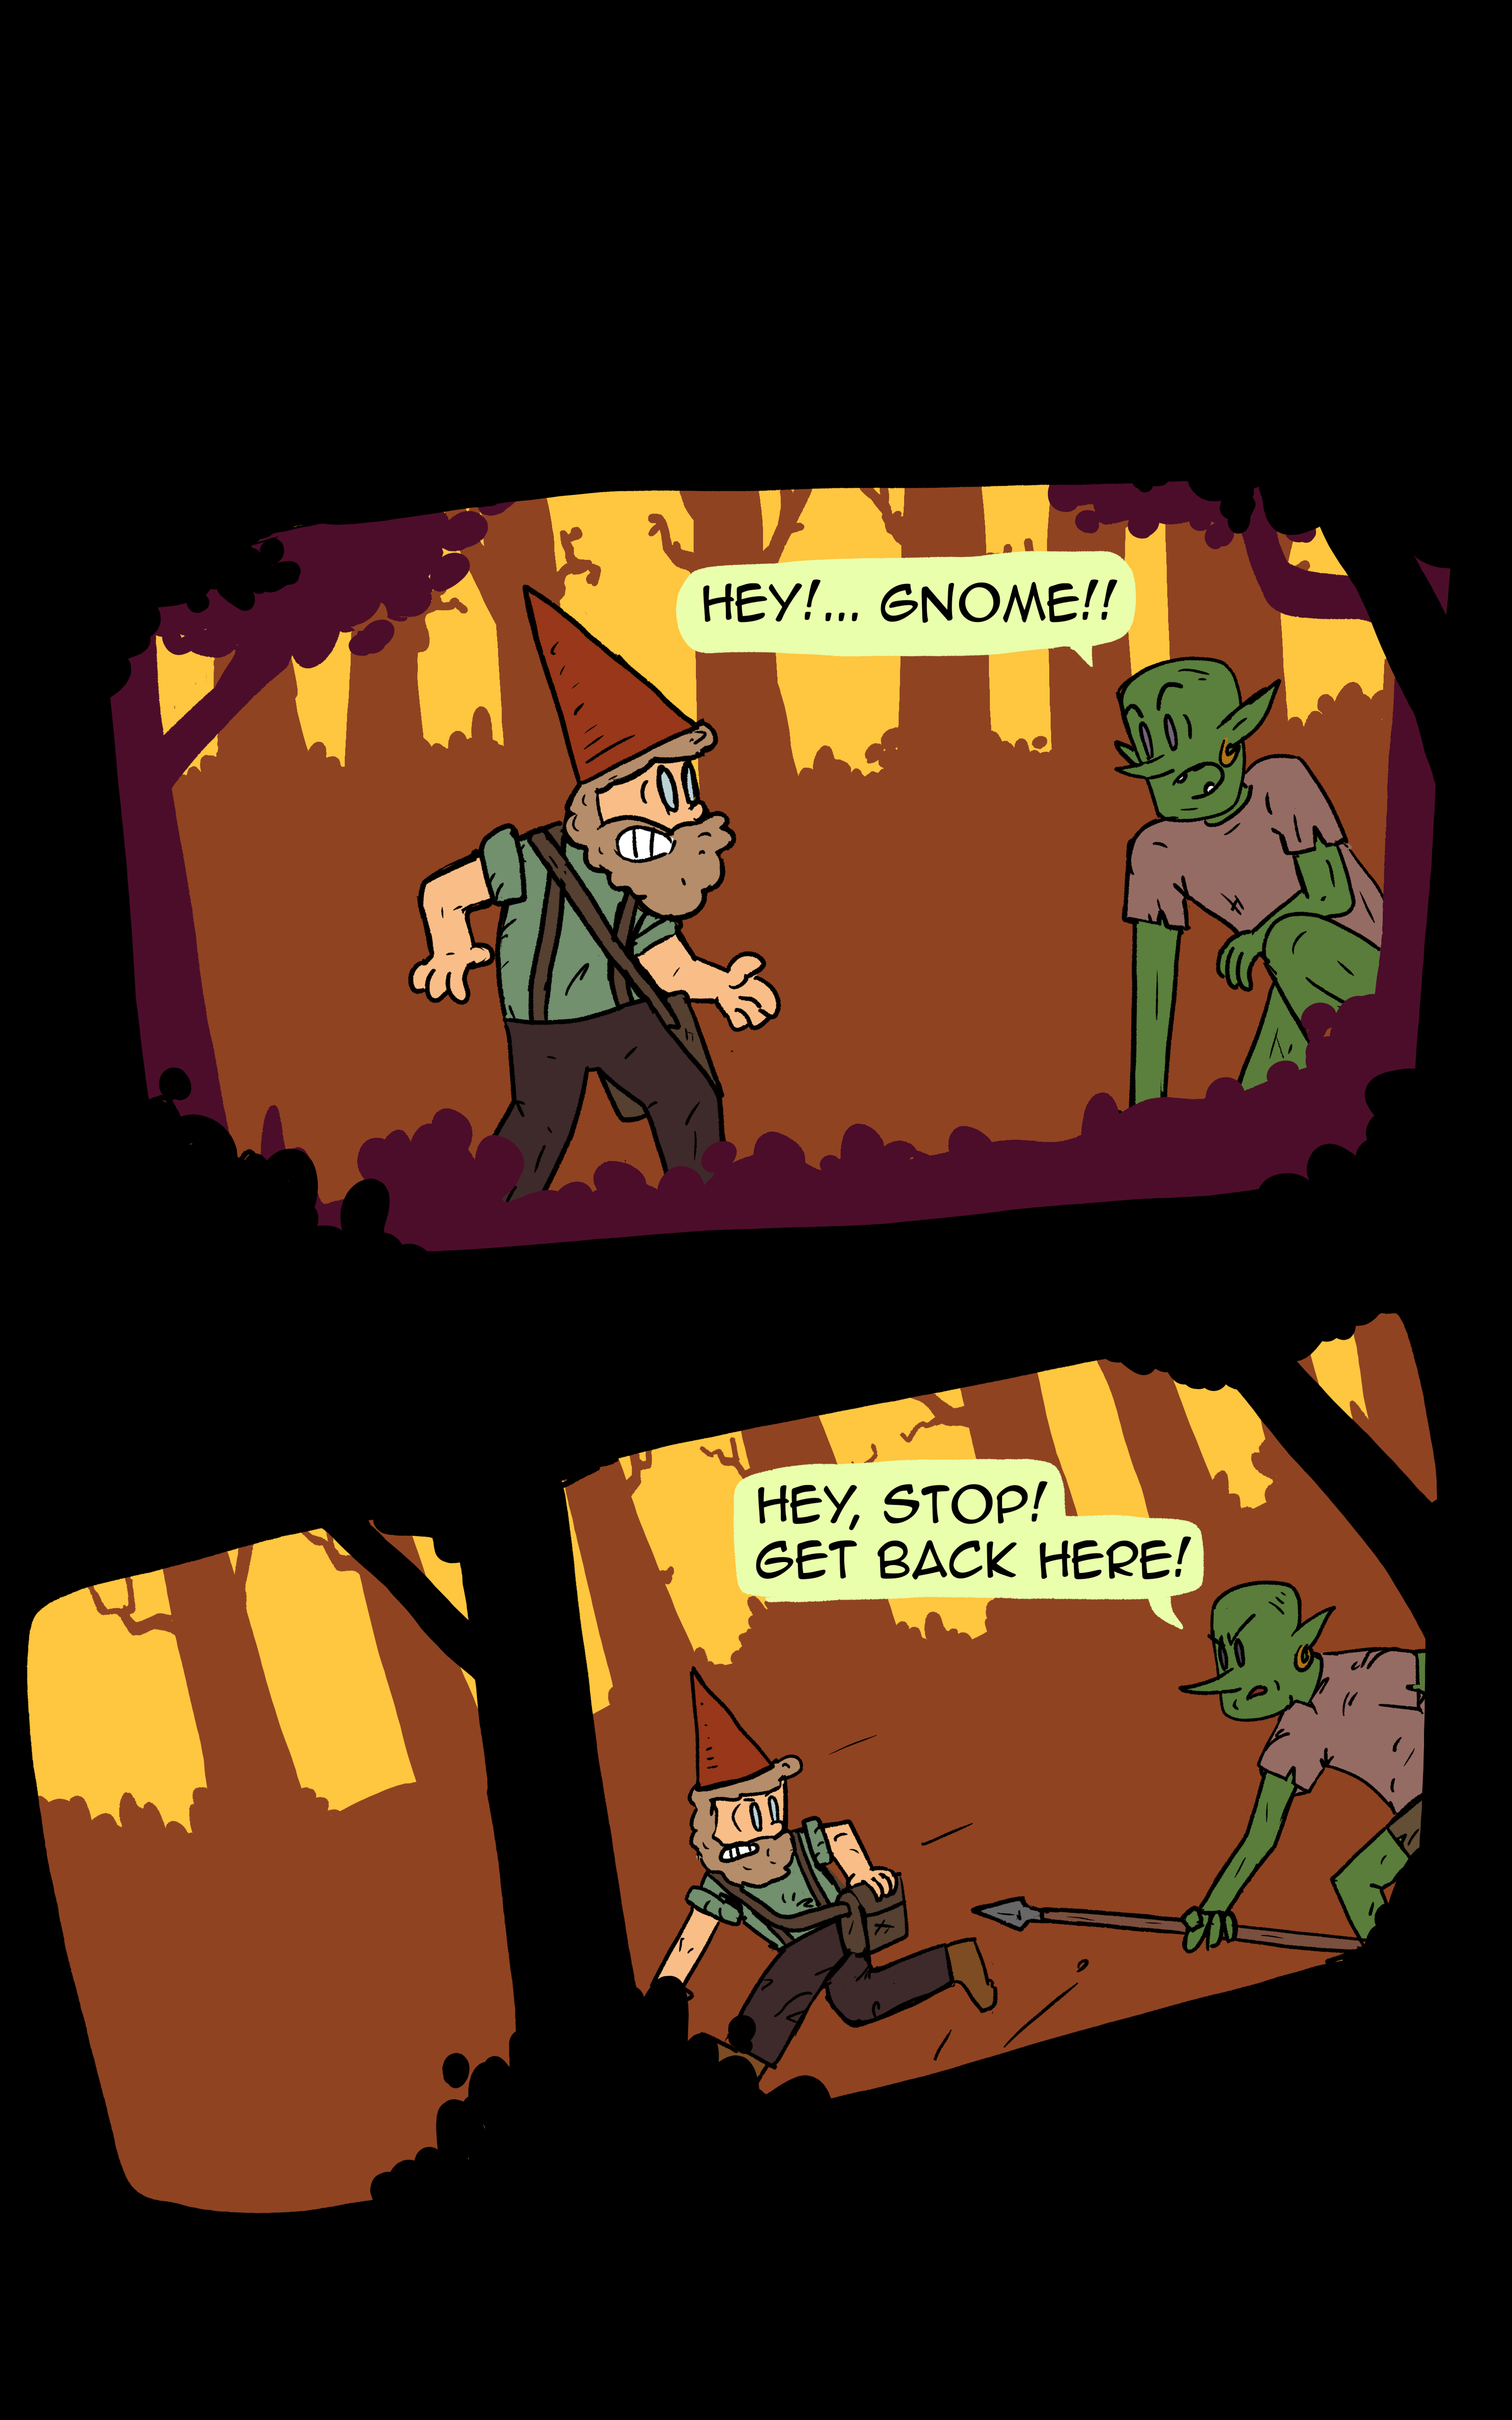 HEY!... GNOME!!
HEY, STOP!
GET BACK HERE!